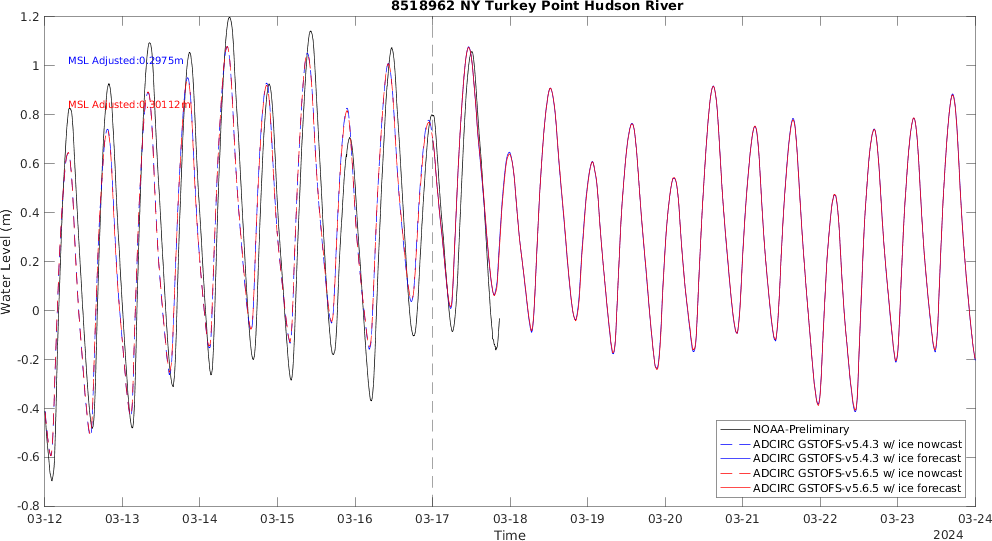 8518962 NY Turkey Point Hudson River
1.2
1
0.8
0.6
0.4
0.2
0
-0.2
-0.4
-0.6
-0.8
Water Level (m)
MSL Adjusted:0.2975m
MSL Adjusted:0.30112m
NOAA-Preliminary
ADCIRC GSTOFS-v5.4.3 w/ ice nowcast
ADCIRC GSTOFS-v5.4.3 w/ ice forecast
ADCIRC GSTOFS-v5.6.5 w/ ice nowcast
ADCIRC GSTOFS-v5.6.5 w/ ice forecast
03-12 03-13 03-14 03-15 03-16 03-17 03-18 03-19 03-20 03-21 03-22 03-23 03-24
Time
2024